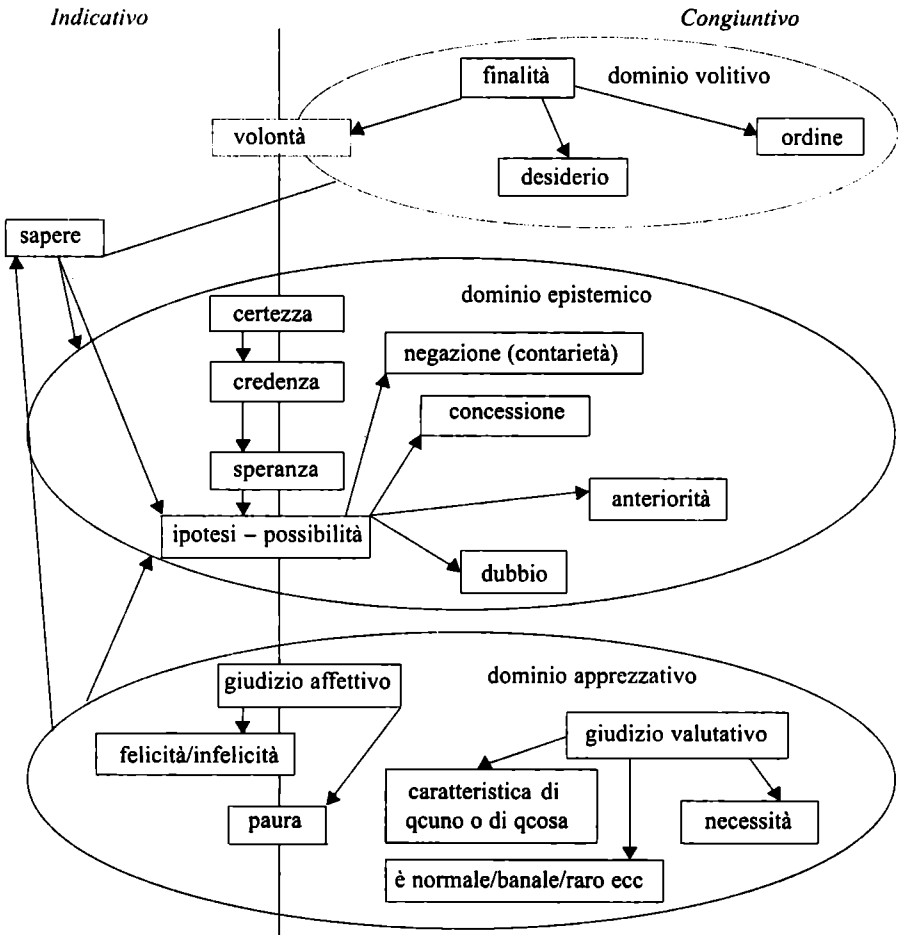 Indicativo
Congiuntivo
finalità
dominio volitivo
volontà
ordine
desiderio
sapere
dominio epistemico
certezza
negazione (contarietà)
credenza
concessione
speranza
anteriorità
ipotesi – possibilità
dubbio
giudizio affettivo
dominio apprezzativo
giudizio valutativo
felicità/infelicità
caratteristica di
qcuno o di qcosa
paura
necessità
è normale/banale/raro ecc